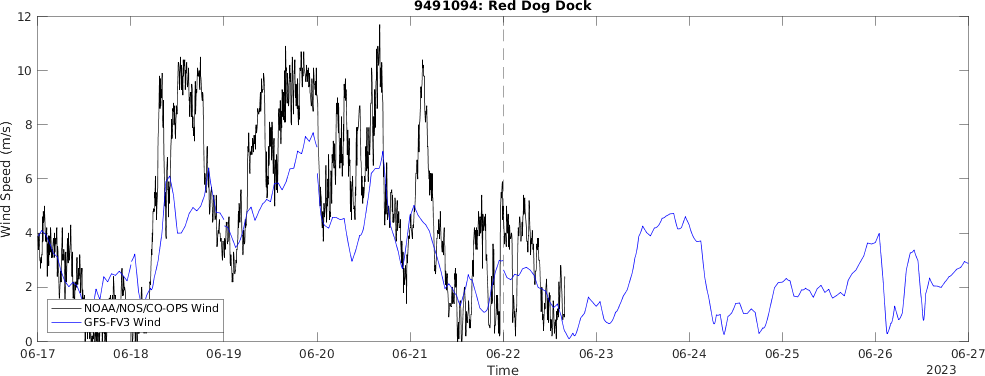 9491094: Red Dog Dock
Wind Speed (m/s)
12
10
8
6
4
2
0
NOAA/NOS/CO-OPS Wind
GFS-FV3 Wind
06-17 06-18 06-19 06-20 06-21 06-22 06-23 06-24 06-25 06-26 06-27
Time
2023